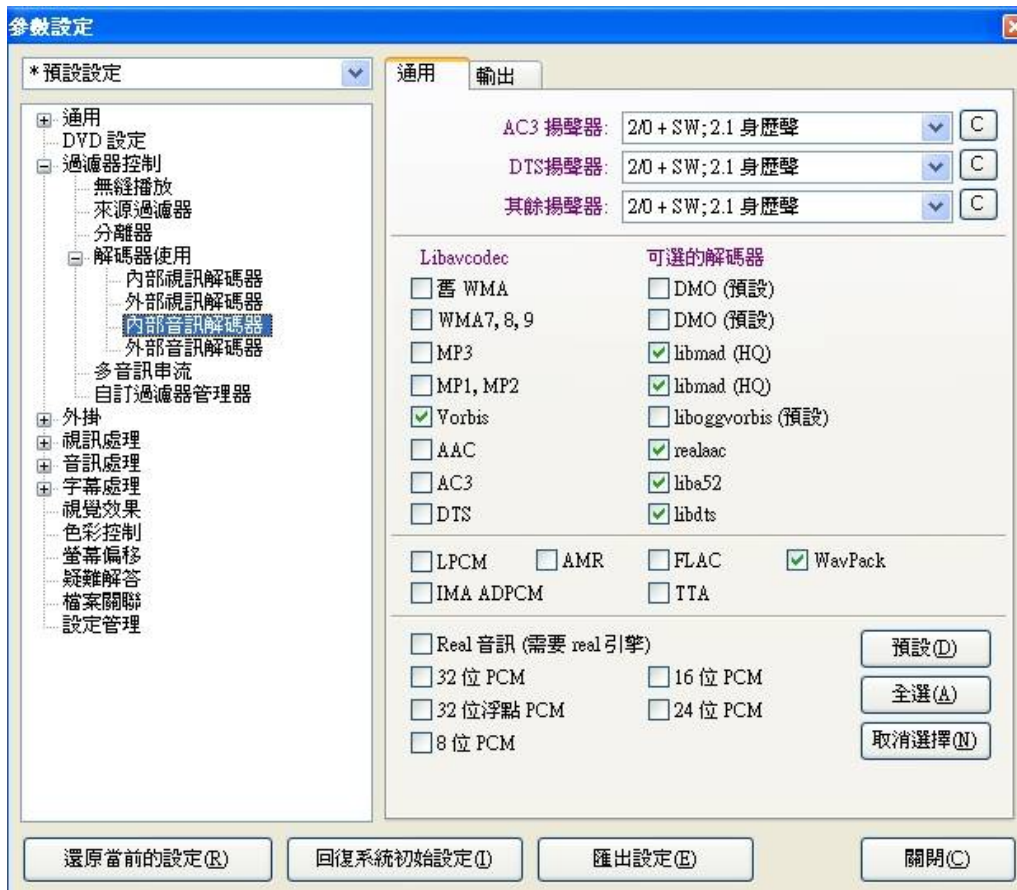 參數設定
*預設設定
通用
DVD 設定
過濾器控制
無縫播放
來源過濾器
分離器
解碼器使用
內部視訊解碼器
外部視訊解碼器
內部音訊解碼器
外部音訊解碼器
多音訊串流
自訂過濾器管理器
外掛
視訊處理
音訊處理
字幕處理
視覺效果
色彩控制
螢幕偏移
疑難解答
檔案關聯
設定管理
通用 輸出
AC3 揚聲器: 2/0 + SW; 2.1 身歷聲 C
DTS揚聲器: 2/0 + SW; 2.1 身歷聲 C
其餘揚聲器: 2/0 + SW; 2.1 身歷聲 C
Libavcodec 可選的解碼器
舊 WMA DMO (預設)
WMA7, 8, 9 DMO (預設)
MP3 libmad (HQ)
MP1, MP2 libmad (HQ)
Vorbis liboggvorbis (預設)
AAC realaac
AC3 liba52
DTS libdts
LPCM AMR FLAC WavPack
IMA ADPCM TTA
Real 音訊 (需要 real 引擎)
32 位 PCM 16 位 PCM
32 位浮點 PCM 24 位 PCM
8 位 PCM
預設(D)
全選(A)
取消選擇(N)
還原當前的設定(R) 回復系統初始設定(I) 匯出設定(E) 關閉(C)